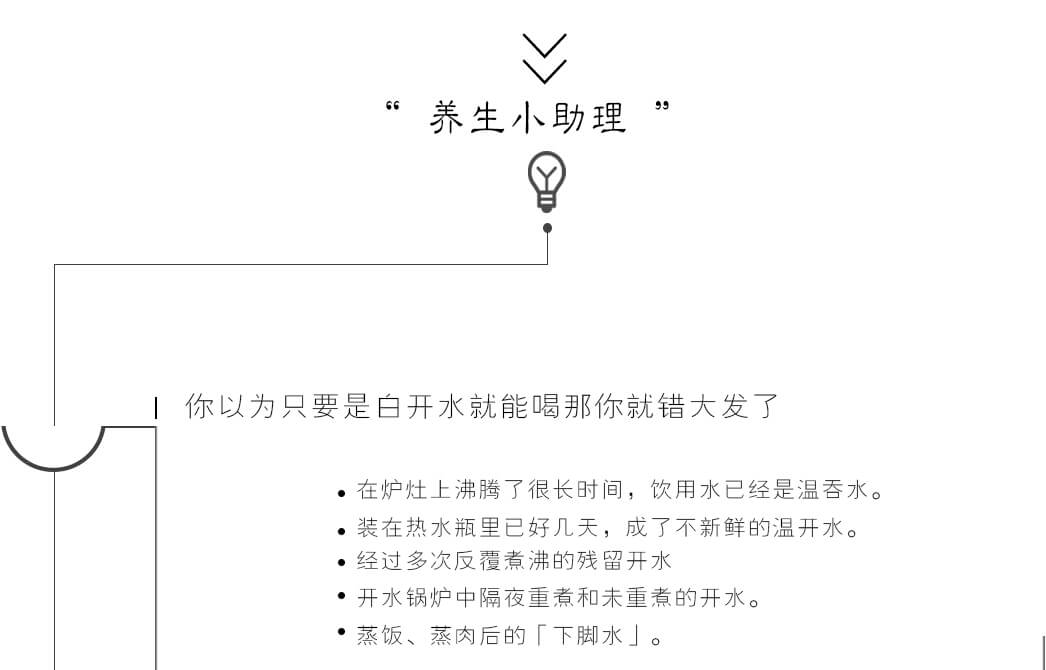 “ 养生小助理 ”
你以为只要是白开水就能喝那你就错大发了
• 在炉灶上沸腾了很长时间，饮用水已经是温吞水。
• 装在热水瓶里已好几天，成了不新鲜的温开水。
• 经过多次反覆煮沸的残留开水
• 开水锅炉中隔夜重煮和未重煮的开水。
• 蒸饭、蒸肉后的「下脚水」。